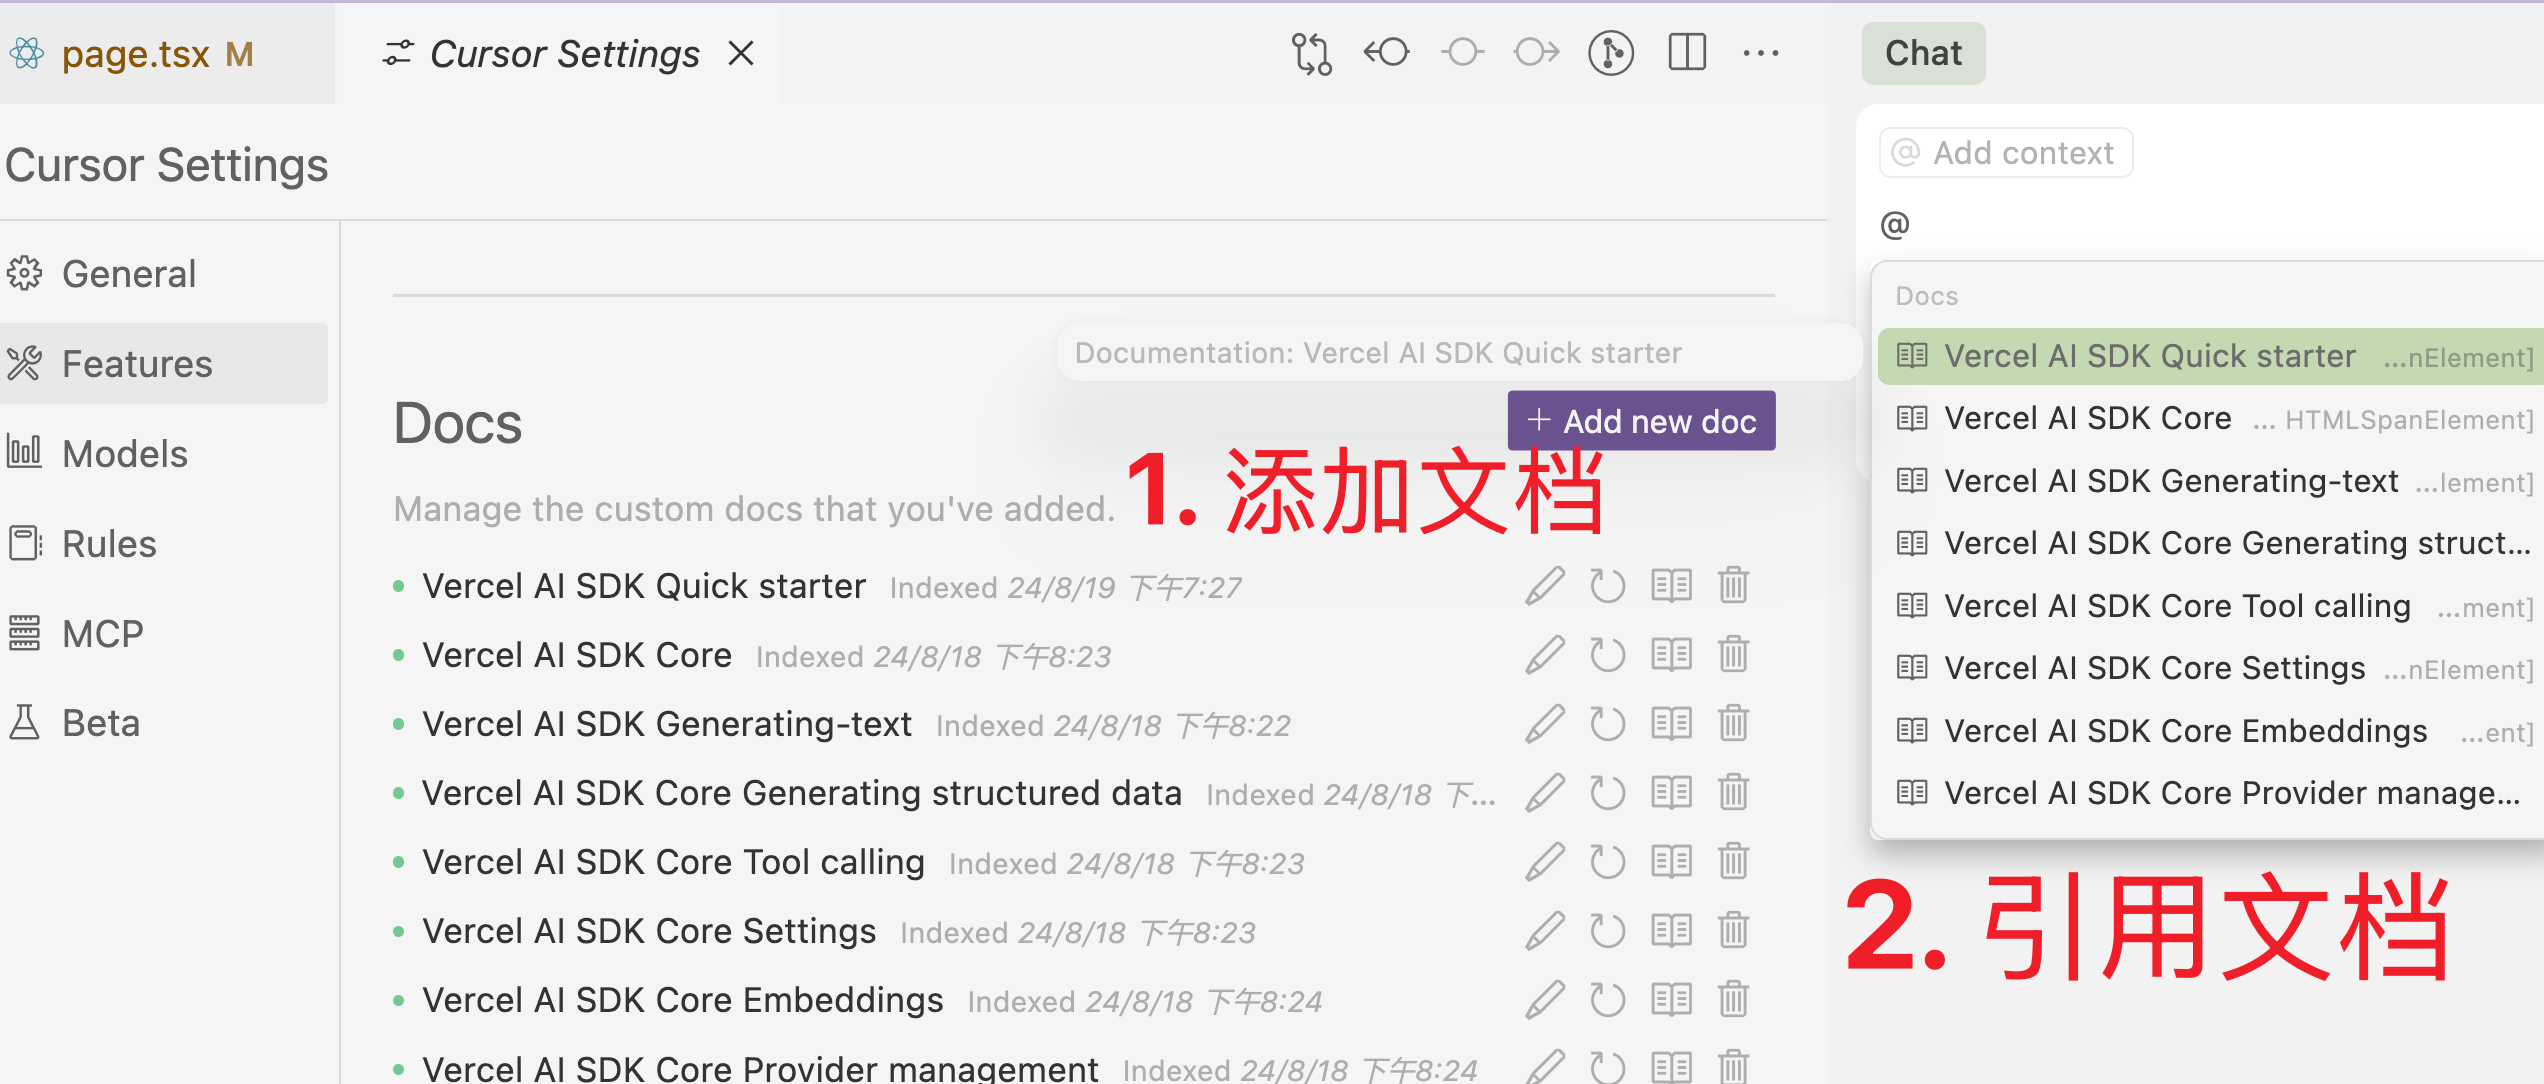 page.tsx M
Cursor Settings
Chat
Cursor Settings
@ Add context
@
General
Features
Models
Rules
MCP
Beta
Documentation: Vercel AI SDK Quick starter
Docs
+ Add new doc
1. 添加文档
Manage the custom docs that you've added.
Vercel AI SDK Quick starter Indexed 24/8/19 下午7:27
Vercel AI SDK Core Indexed 24/8/18 下午8:23
Vercel AI SDK Generating-text Indexed 24/8/18 下午8:22
Vercel AI SDK Core Generating structured data Indexed 24/8/18 下...
Vercel AI SDK Core Tool calling Indexed 24/8/18 下午8:23
Vercel AI SDK Core Settings Indexed 24/8/18 下午8:23
Vercel AI SDK Core Embeddings Indexed 24/8/18 下午8:24
Vercel AI SDK Core Provider management Indexed 24/8/18 下午8:24
Docs
Vercel AI SDK Quick starter ...nElement]
Vercel AI SDK Core ... HTMLSpanElement]
Vercel AI SDK Generating-text ...lement]
Vercel AI SDK Core Generating struct...
Vercel AI SDK Core Tool calling ...ment]
Vercel AI SDK Core Settings ...nElement]
Vercel AI SDK Core Embeddings ...ent]
Vercel AI SDK Core Provider manage...
2. 引用文档